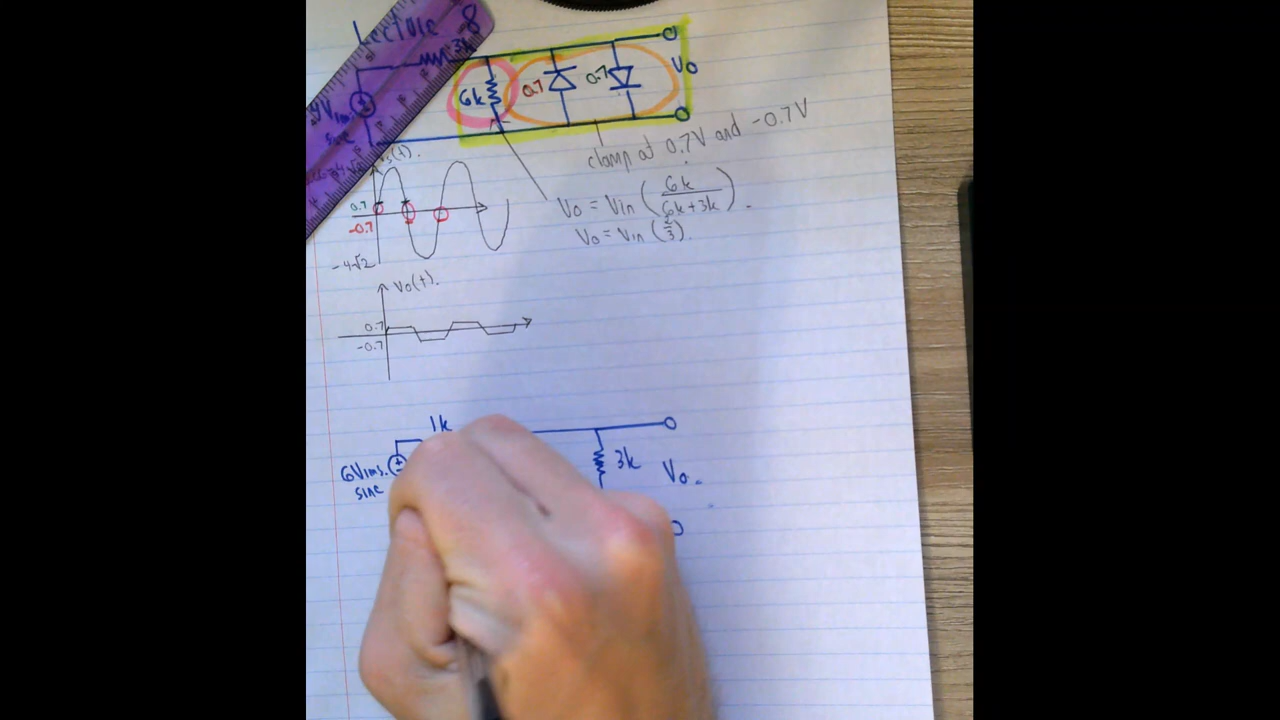 Lecture 8
3k
6k
0.7
0.7
Vo
sine
clamp at 0.7V and -0.7V
Vo = Vin (6k / 6k+3k).
Vo = Vin (2/3).
0.7
-0.7
-4√2
Vo(t).
0.7
-0.7
1k
6Vrms.
sine
3k
Vo.